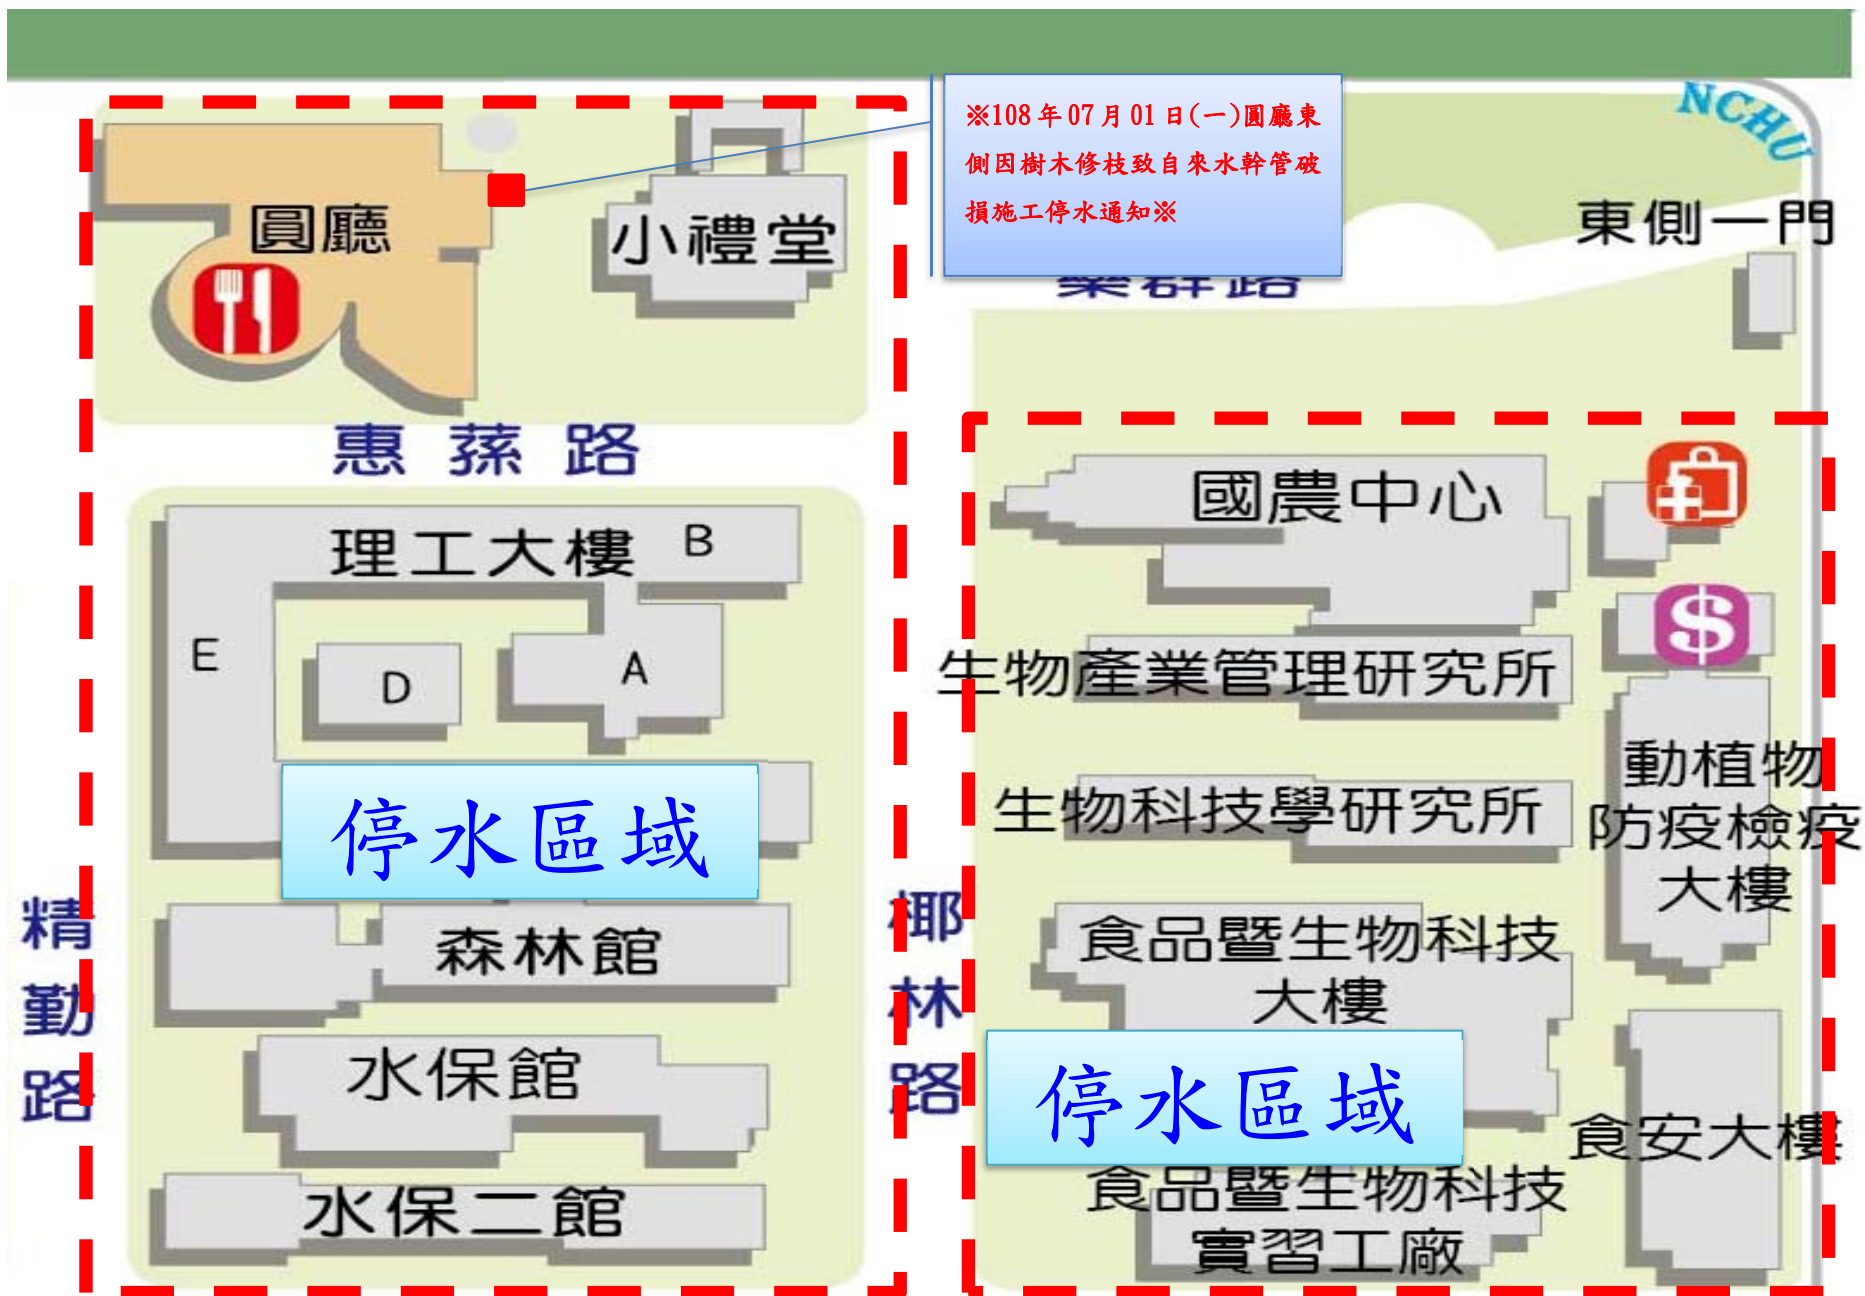 ※108年07月01日(一)圓廳東
側因樹木修枝致自來水幹管破
損施工停水通知※
NCHU
東側一門
圓廳
小禮堂
樂群路
惠蓀路
國農中心
理工大樓
B
E
D
A
生物產業管理研究所
動植物
防疫檢疫
大樓
生物科技學研究所
停水區域
精勤路
椰林路
森林館
食品暨生物科技
大樓
水保館
停水區域
食安大樓
水保二館
食品暨生物科技
實習工廠